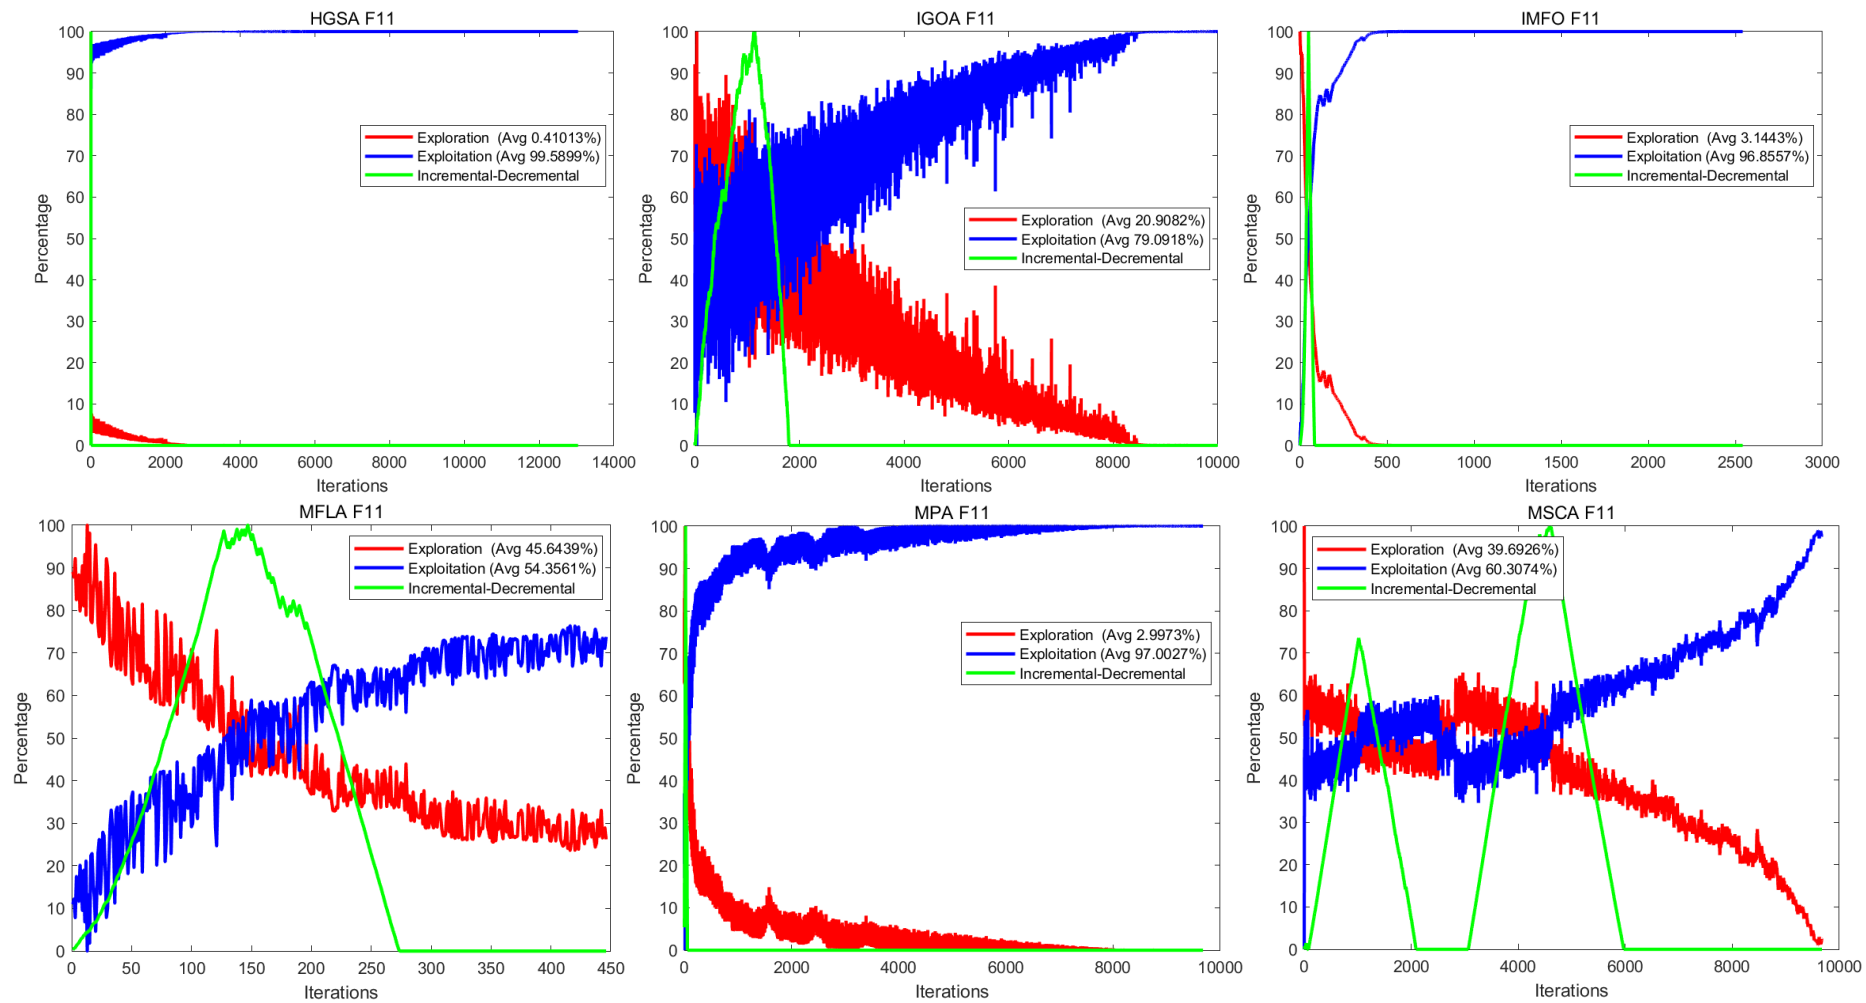 HGSA F11
100
90
80
70
60
50
40
30
20
10
0
Percentage
Exploration (Avg 0.41013%)
Exploitation (Avg 99.5899%)
Incremental-Decremental
0 2000 4000 6000 8000 10000 12000 14000
Iterations
IGOA F11
100
90
80
70
60
50
40
30
20
10
0
Percentage
Exploration (Avg 20.9082%)
Exploitation (Avg 79.0918%)
Incremental-Decremental
0 2000 4000 6000 8000 10000
Iterations
IMFO F11
100
90
80
70
60
50
40
30
20
10
0
Percentage
Exploration (Avg 3.1443%)
Exploitation (Avg 96.8557%)
Incremental-Decremental
0 500 1000 1500 2000 2500 3000
Iterations
MFLA F11
100
90
80
70
60
50
40
30
20
10
0
Percentage
Exploration (Avg 45.6439%)
Exploitation (Avg 54.3561%)
Incremental-Decremental
0 50 100 150 200 250 300 350 400 450
Iterations
MPA F11
100
90
80
70
60
50
40
30
20
10
0
Percentage
Exploration (Avg 2.9973%)
Exploitation (Avg 97.0027%)
Incremental-Decremental
0 2000 4000 6000 8000 10000
Iterations
MSCA F11
100
90
80
70
60
50
40
30
20
10
0
Percentage
Exploration (Avg 39.6926%)
Exploitation (Avg 60.3074%)
Incremental-Decremental
0 2000 4000 6000 8000 10000
Iterations